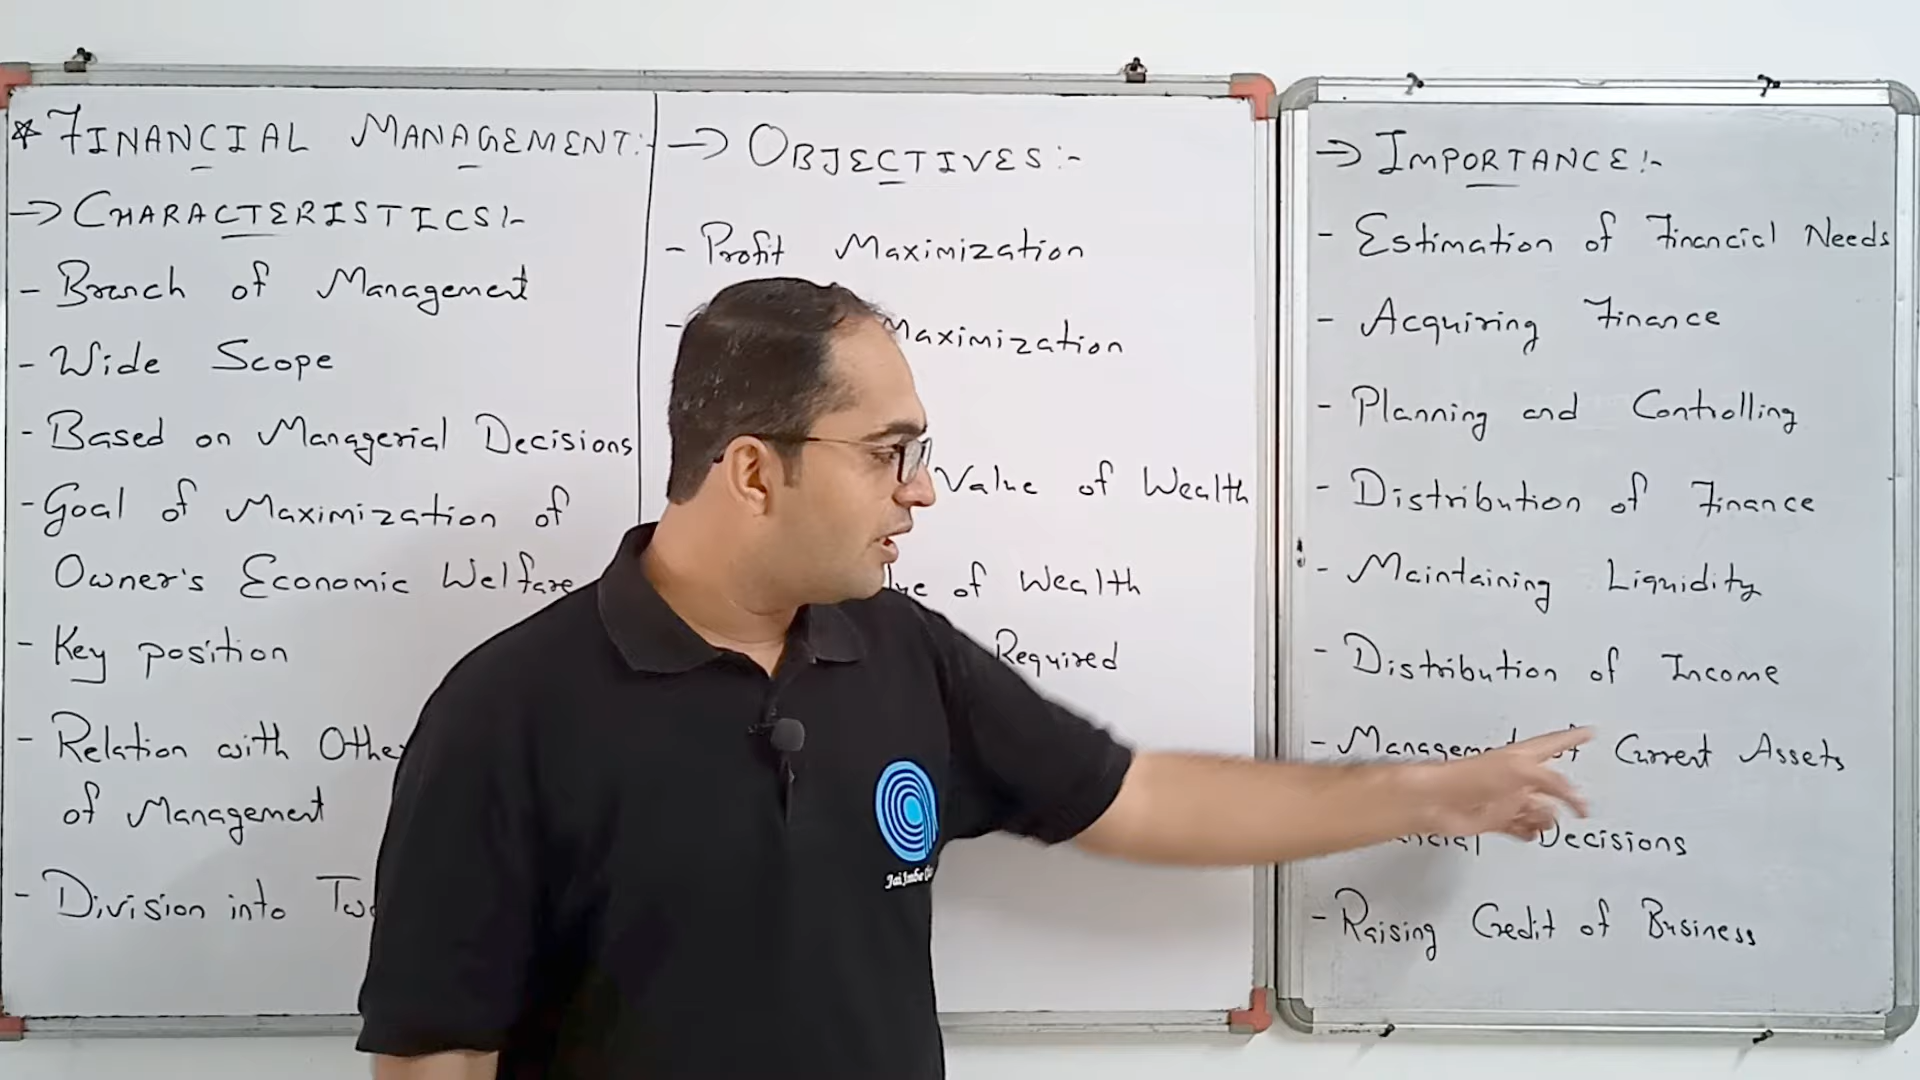 * FINANCIAL MANAGEMENT:-
→ CHARACTERISTICS:-
- Branch of Management
- Wide Scope
- Based on Managerial Decisions
- Goal of Maximization of
Owner's Economic Welfare
- Key position
- Relation with
of Management
- Division into
→ OBJECTIVES:-
- Profit Maximization
- Maximization
Value of Wealth
of Wealth
Required
→ IMPORTANCE:-
- Estimation of Financial Needs
- Acquiring Finance
- Planning and Controlling
- Distribution of Finance
- Maintaining Liquidity
- Distribution of Income
- Management of Current Assets
Decisions
- Raising Credit of Business